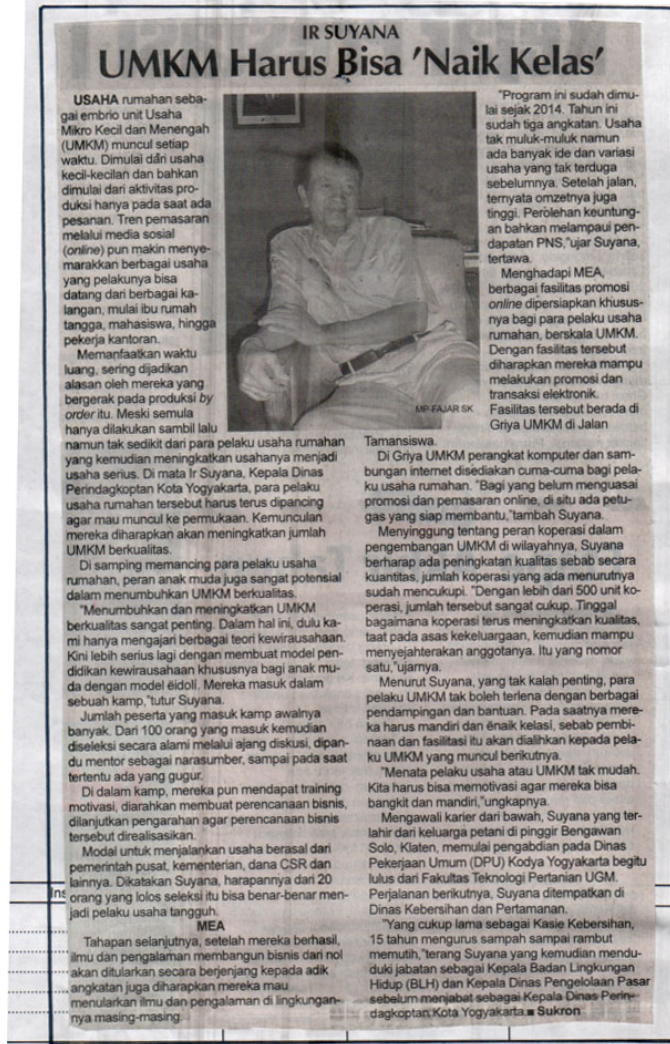 IR SUYANA
UMKM Harus Bisa 'Naik Kelas'
USAHA rumahan seba-
gai embrio unit Usaha
Mikro Kecil dan Menengah
(UMKM) muncul setiap
waktu. Dimulai dari usaha
kecil-kecilan dan bahkan
dimulai dari aktivitas pro-
duksi hanya pada saat ada
pesanan. Tren pemasaran
melalui media sosial
(online) pun makin menye-
marakkan berbagai usaha
yang pelakunya bisa
datang dari berbagai ka-
langan, mulai ibu rumah
tangga, mahasiswa, hingga
pekerja kantoran.
Memanfaatkan waktu
luang, sering dijadikan
alasan oleh mereka yang
bergerak pada produksi by
order itu. Meski semula
hanya dilakukan sambil lalu
namun tak sedikit dari para pelaku usaha rumahan
yang kemudian meningkatkan usahanya menjadi
usaha serius. Di mata Ir Suyana, Kepala Dinas
Perindagkoptan Kota Yogyakarta, para pelaku
usaha rumahan tersebut harus terus dipancing
agar mau muncul ke permukaan. Kemunculan
mereka diharapkan akan meningkatkan jumlah
UMKM berkualitas.
Di samping memancing para pelaku usaha
rumahan, peran anak muda juga sangat potensial
dalam menumbuhkan UMKM berkualitas.
"Menumbuhkan dan meningkatkan UMKM
berkualitas sangat penting. Dalam hal ini, dulu ka-
mi hanya mengajari berbagai teori kewirausahaan.
Kini lebih serius lagi dengan membuat model pen-
didikan kewirausahaan khususnya bagi anak mu-
da dengan model ëidolí. Mereka masuk dalam
sebuah kamp,"tutur Suyana.
Jumlah peserta yang masuk kamp awalnya
banyak. Dari 100 orang yang masuk kemudian
diseleksi secara alami melalui ajang diskusi, dipan-
du mentor sebagai narasumber, sampai pada saat
tertentu ada yang gugur.
Di dalam kamp, mereka pun mendapat training
motivasi, diarahkan membuat perencanaan bisnis,
dilanjutkan pengarahan agar perencanaan bisnis
tersebut direalisasikan.
Modal untuk menjalankan usaha berasal dari
pemerintah pusat, kementerian, dana CSR dan
lainnya. Dikatakan Suyana, harapannya dari 20
orang yang lolos seleksi itu bisa benar-benar men-
jadi pelaku usaha tangguh.
MEA
Tahapan selanjutnya, setelah mereka berhasil,
ilmu dan pengalaman membangun bisnis dari nol
akan ditularkan secara berjenjang kepada adik
angkatan juga diharapkan mereka mau
menularkan ilmu dan pengalaman di lingkungan-
nya masing-masing.
MP-FAJAR SK
"Program ini sudah dimu-
lai sejak 2014. Tahun ini
sudah tiga angkatan. Usaha
tak muluk-muluk namun
ada banyak ide dan variasi
usaha yang tak terduga
sebelumnya. Setelah jalan,
ternyata omzetnya juga
tinggi. Perolehan keuntung-
an bahkan melampaui pen-
dapatan PNS,"ujar Suyana,
tertawa.
Menghadapi MEA,
berbagai fasilitas promosi
online dipersiapkan khusus-
nya bagi para pelaku usaha
rumahan, berskala UMKM.
Dengan fasilitas tersebut
diharapkan mereka mampu
melakukan promosi dan
transaksi elektronik.
Fasilitas tersebut berada di
Griya UMKM di Jalan
Tamansiswa.
Di Griya UMKM perangkat komputer dan sam-
bungan internet disediakan cuma-cuma bagi pela-
ku usaha rumahan. "Bagi yang belum menguasai
promosi dan pemasaran online, di situ ada petu-
gas yang siap membantu,"tambah Suyana.
Menyinggung tentang peran koperasi dalam
pengembangan UMKM di wilayahnya, Suyana
berharap ada peningkatan kualitas sebab secara
kuantitas, jumlah koperasi yang ada menurutnya
sudah mencukupi. "Dengan lebih dari 500 unit ko-
perasi, jumlah tersebut sangat cukup. Tinggal
bagaimana koperasi terus meningkatkan kualitas,
taat pada asas kekeluargaan, kemudian mampu
menyejahterakan anggotanya. Itu yang nomor
satu,"ujarnya.
Menurut Suyana, yang tak kalah penting, para
pelaku UMKM tak boleh terlena dengan berbagai
pendampingan dan bantuan. Pada saatnya mere-
ka harus mandiri dan ënaik kelasí, sebab pembi-
naan dan fasilitasi itu akan dialihkan kepada pela-
ku UMKM yang muncul berikutnya.
"Menata pelaku usaha atau UMKM tak mudah.
Kita harus bisa memotivasi agar mereka bisa
bangkit dan mandiri,"ungkapnya.
Mengawali karier dari bawah, Suyana yang ter-
lahir dari keluarga petani di pinggir Bengawan
Solo, Klaten, memulai pengabdian pada Dinas
Pekerjaan Umum (DPU) Kodya Yogyakarta begitu
lulus dari Fakultas Teknologi Pertanian UGM.
Perjalanan berikutnya, Suyana ditempatkan di
Dinas Kebersihan dan Pertamanan.
"Yang cukup lama sebagai Kasie Kebersihan,
15 tahun mengurus sampah sampai rambut
memutih,"terang Suyana yang kemudian mendu-
duki jabatan sebagai Kepala Badan Lingkungan
Hidup (BLH) dan Kepala Dinas Pengelolaan Pasar
sebelum menjabat sebagai Kepala Dinas Perin-
dagkoptan Kota Yogyakarta.■ Sukron
Ins